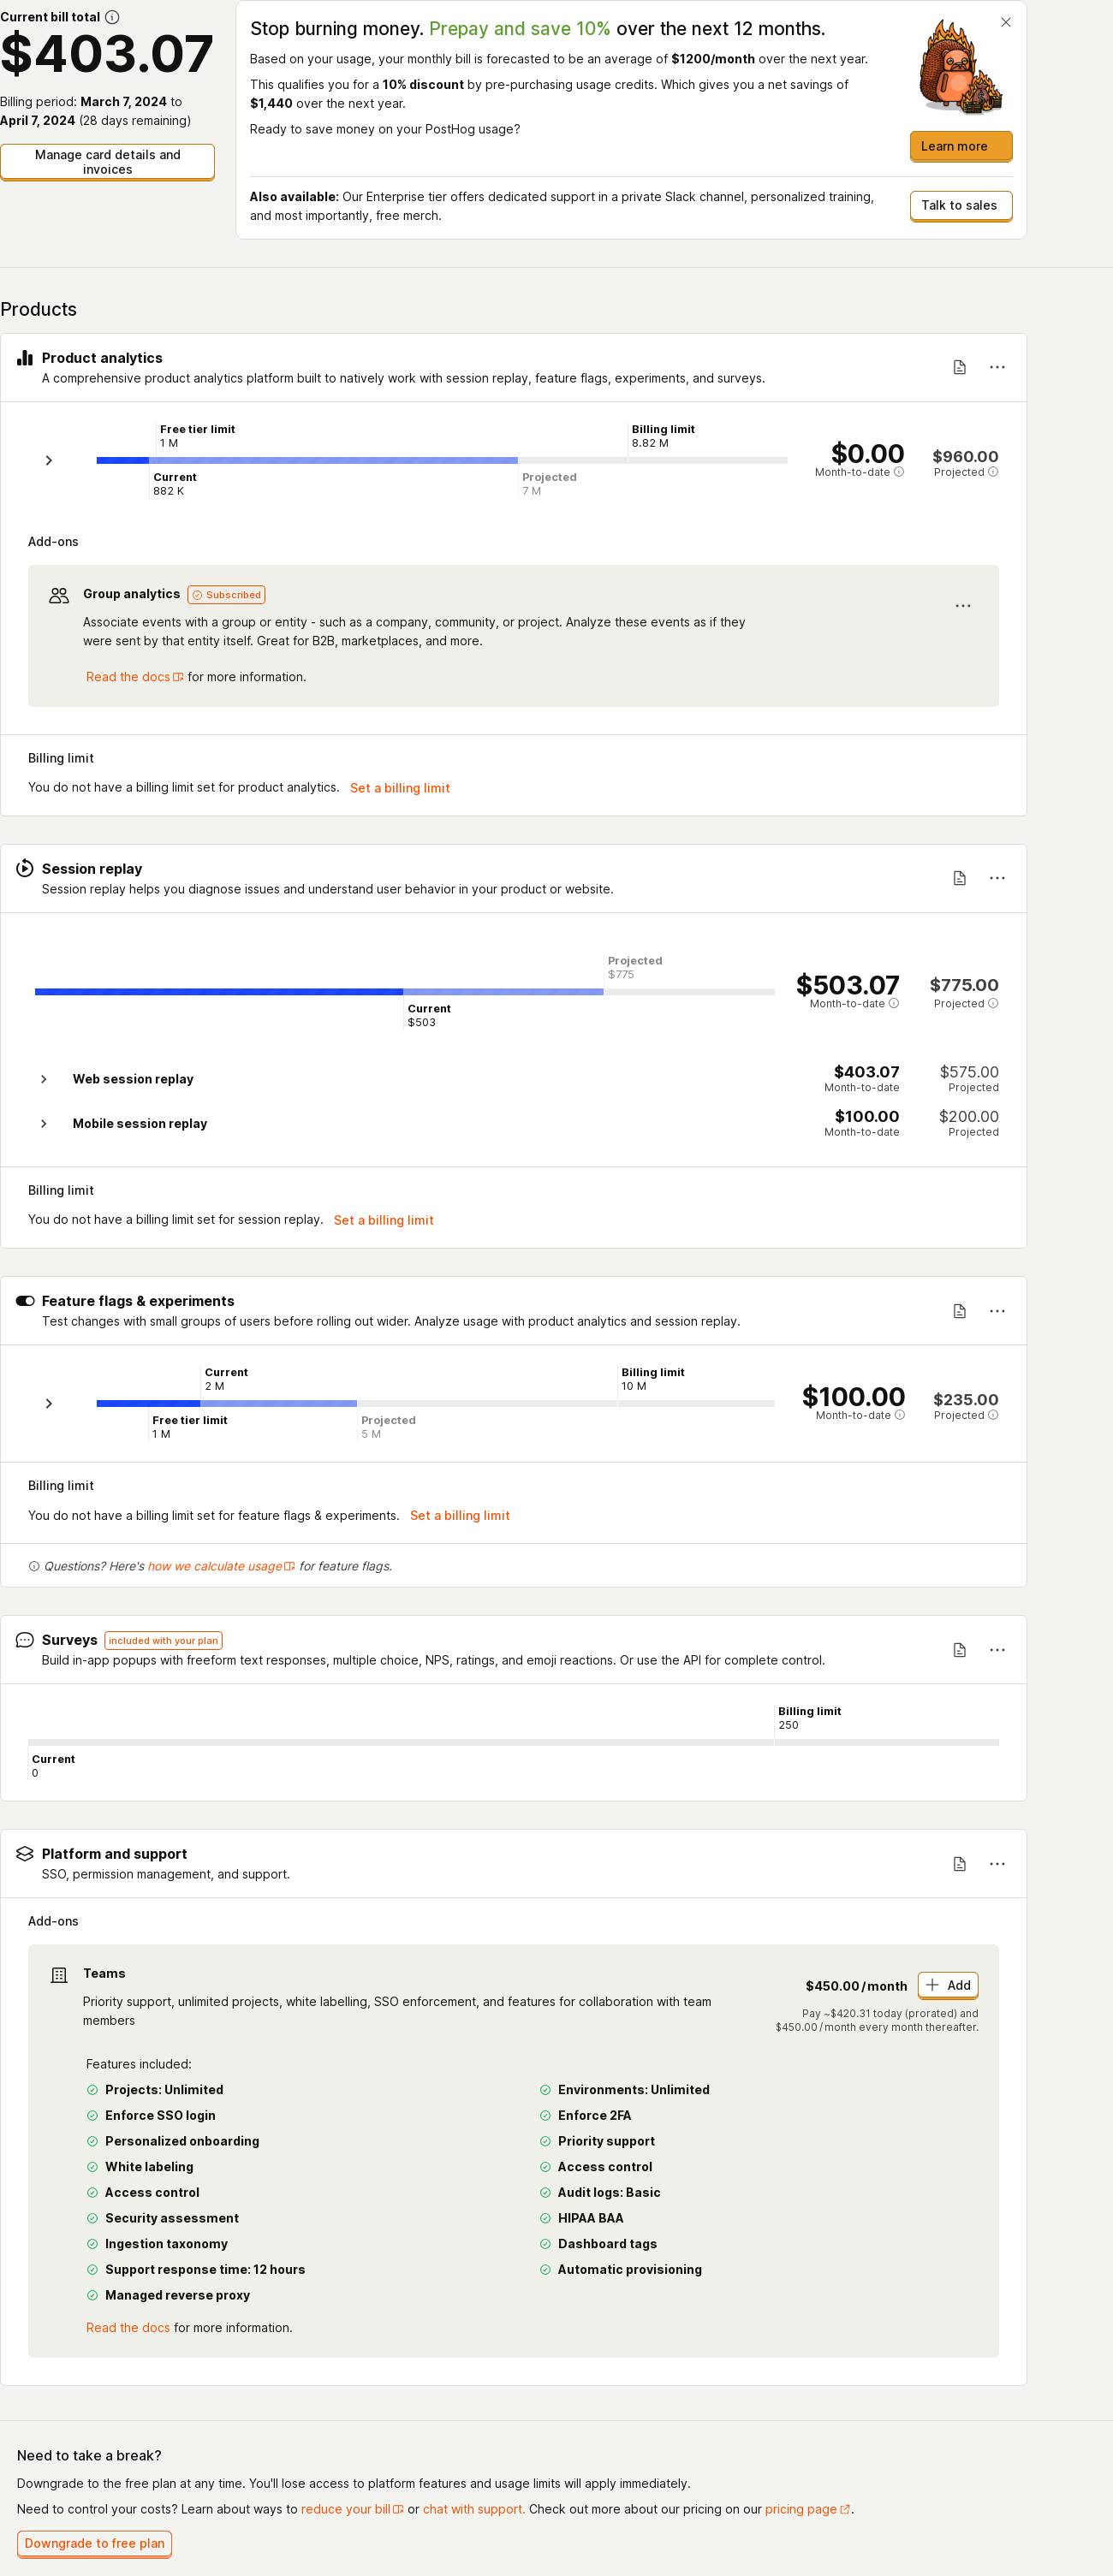 Current bill total
$403.07
Billing period: March 7, 2024 to
April 7, 2024 (28 days remaining)
Manage card details and
invoices
Stop burning money. Prepay and save 10% over the next 12 months.
Based on your usage, your monthly bill is forecasted to be an average of $1200/month over the next year.
This qualifies you for a 10% discount by pre-purchasing usage credits. Which gives you a net savings of
$1,440 over the next year.
Ready to save money on your PostHog usage?
Learn more
Also available: Our Enterprise tier offers dedicated support in a private Slack channel, personalized training,
and most importantly, free merch.
Talk to sales
Products
Product analytics
A comprehensive product analytics platform built to natively work with session replay, feature flags, experiments, and surveys.
Free tier limit
1 M
Billing limit
8.82 M
Current
882 K
Projected
7 M
$0.00
Month-to-date
$960.00
Projected
Add-ons
Group analytics
Subscribed
Associate events with a group or entity - such as a company, community, or project. Analyze these events as if they
were sent by that entity itself. Great for B2B, marketplaces, and more.
Read the docs for more information.
Billing limit
You do not have a billing limit set for product analytics. Set a billing limit
Session replay
Session replay helps you diagnose issues and understand user behavior in your product or website.
Projected
$775
Current
$503
$503.07
Month-to-date
$775.00
Projected
Web session replay
$403.07
Month-to-date
$575.00
Projected
Mobile session replay
$100.00
Month-to-date
$200.00
Projected
Billing limit
You do not have a billing limit set for session replay. Set a billing limit
Feature flags & experiments
Test changes with small groups of users before rolling out wider. Analyze usage with product analytics and session replay.
Current
2 M
Billing limit
10 M
Free tier limit
1 M
Projected
5 M
$100.00
Month-to-date
$235.00
Projected
Billing limit
You do not have a billing limit set for feature flags & experiments. Set a billing limit
Questions? Here's how we calculate usage for feature flags.
Surveys
included with your plan
Build in-app popups with freeform text responses, multiple choice, NPS, ratings, and emoji reactions. Or use the API for complete control.
Billing limit
250
Current
0
Platform and support
SSO, permission management, and support.
Add-ons
Teams
Priority support, unlimited projects, white labelling, SSO enforcement, and features for collaboration with team
members
$450.00/month
Add
Pay ~$420.31 today (prorated) and
$450.00/month every month thereafter.
Features included:
Projects: Unlimited
Environments: Unlimited
Enforce SSO login
Enforce 2FA
Personalized onboarding
Priority support
White labeling
Access control
Access control
Audit logs: Basic
Security assessment
HIPAA BAA
Ingestion taxonomy
Dashboard tags
Support response time: 12 hours
Automatic provisioning
Managed reverse proxy
Read the docs for more information.
Need to take a break?
Downgrade to the free plan at any time. You'll lose access to platform features and usage limits will apply immediately.
Need to control your costs? Learn about ways to reduce your bill or chat with support. Check out more about our pricing on our pricing page.
Downgrade to free plan